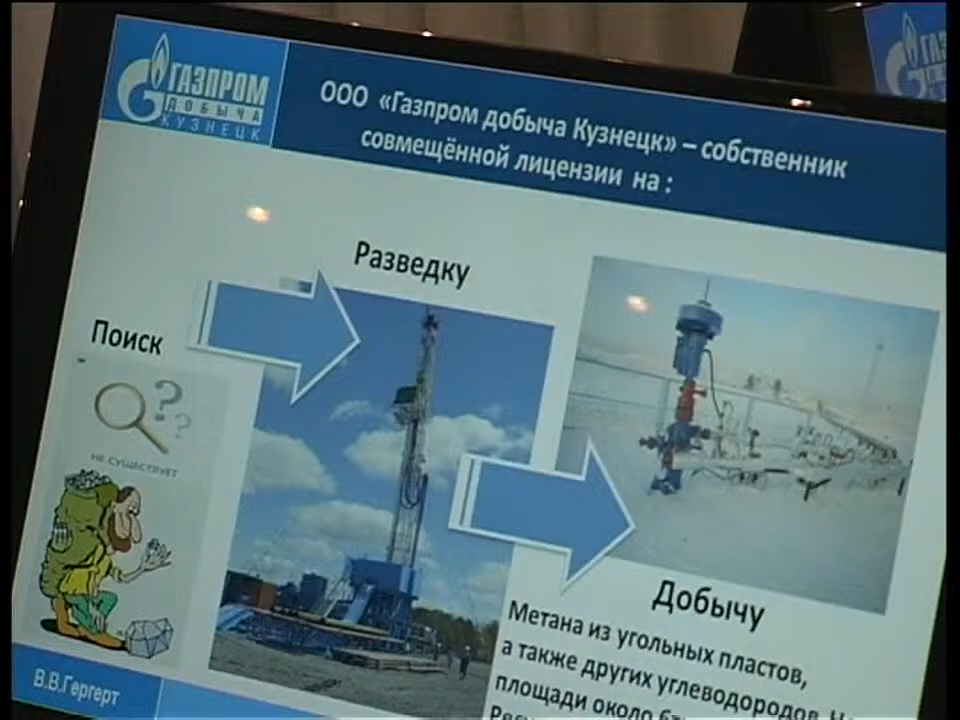 ГАЗПРОМ
ДОБЫЧА
КУЗНЕЦК
ООО «Газпром добыча Кузнецк» – собственник
совмещённой лицензии на :
Разведку
Поиск
? ?
НЕ СУЩЕСТВУЕТ
Добычу
Метана из угольных пластов,
а также других углеводородов.
площади около
В.В.Гергерт